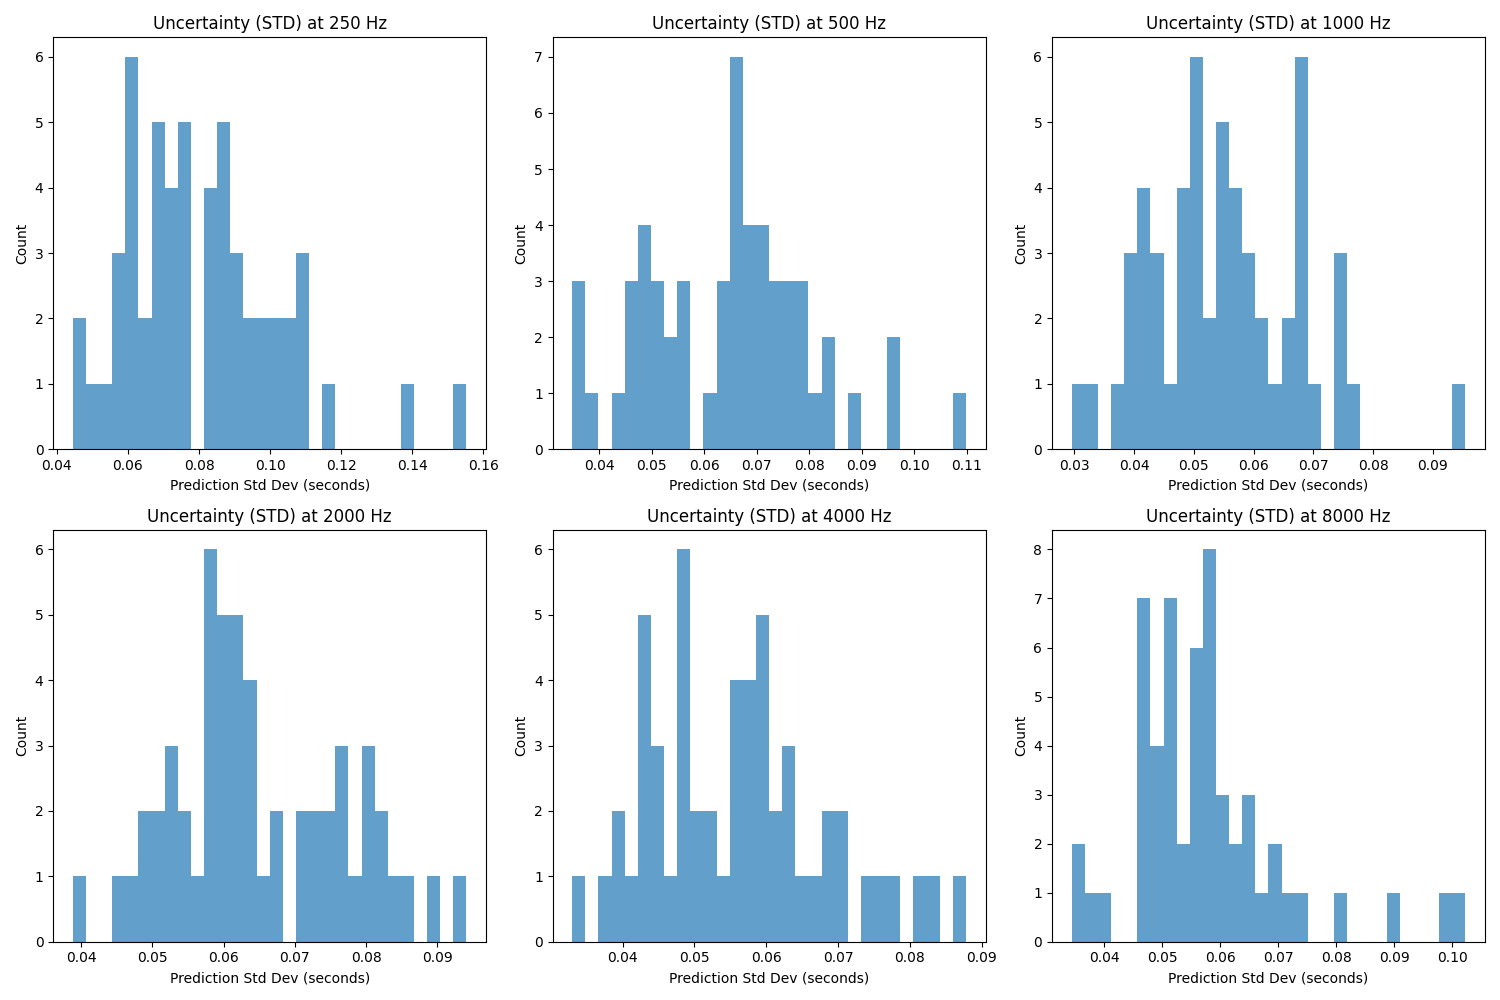 Uncertainty (STD) at 250 Hz
6
5
4
3
2
1
0
Count
0.04 0.06 0.08 0.10 0.12 0.14 0.16
Prediction Std Dev (seconds)
Uncertainty (STD) at 500 Hz
7
6
5
4
3
2
1
0
Count
0.04 0.05 0.06 0.07 0.08 0.09 0.10 0.11
Prediction Std Dev (seconds)
Uncertainty (STD) at 1000 Hz
6
5
4
3
2
1
0
Count
0.03 0.04 0.05 0.06 0.07 0.08 0.09
Prediction Std Dev (seconds)
Uncertainty (STD) at 2000 Hz
6
5
4
3
2
1
0
Count
0.04 0.05 0.06 0.07 0.08 0.09
Prediction Std Dev (seconds)
Uncertainty (STD) at 4000 Hz
6
5
4
3
2
1
0
Count
0.04 0.05 0.06 0.07 0.08 0.09
Prediction Std Dev (seconds)
Uncertainty (STD) at 8000 Hz
8
7
6
5
4
3
2
1
0
Count
0.04 0.05 0.06 0.07 0.08 0.09 0.10
Prediction Std Dev (seconds)